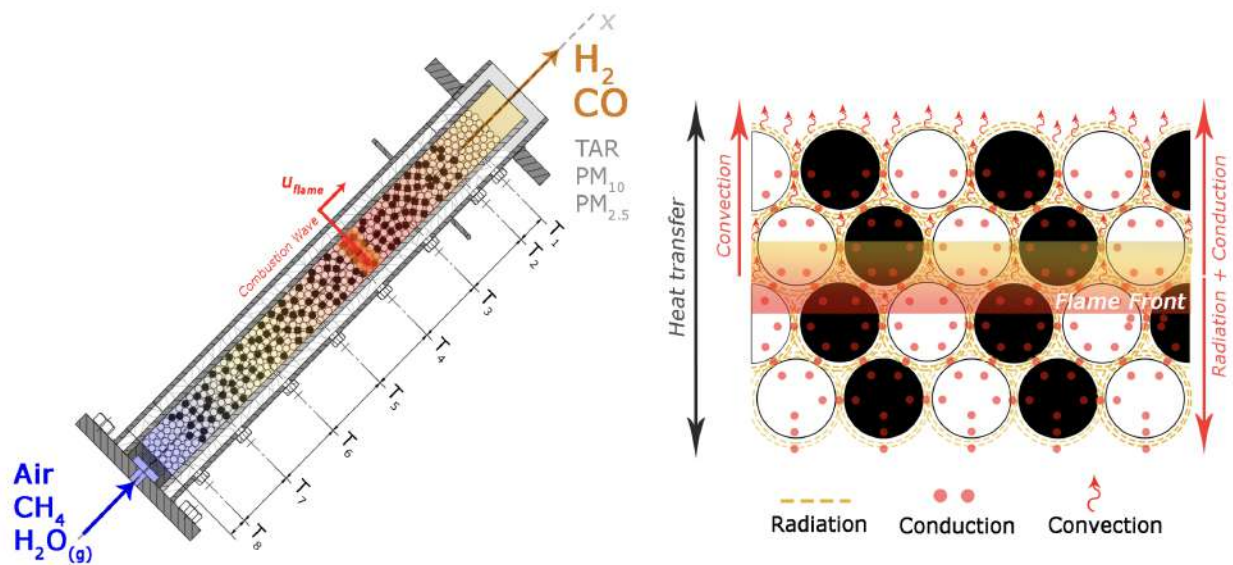 x
H2
CO
TAR
PM10
PM2.5
uflame
Combustion Wave
T1
T2
T3
T4
T5
T6
T7
T8
Air
CH4
H2O(g)
Heat transfer
Convection
Flame Front
Radiation + Conduction
Radiation
Conduction
Convection